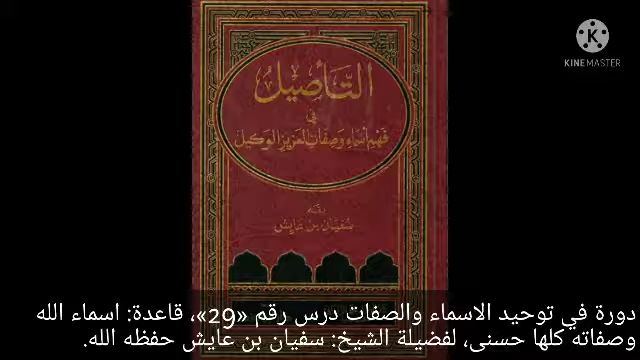 KINEMASTER
التأصيل
في
فهم أسماء وصفات العزيز الوكيل
بقلم
سفيان بن عايش
دورة في توحيد الاسماء والصفات درس رقم «29»، قاعدة: اسماء الله
وصفاته كلها حسنى، لفضيلة الشيخ: سفيان بن عايش حفظه الله.